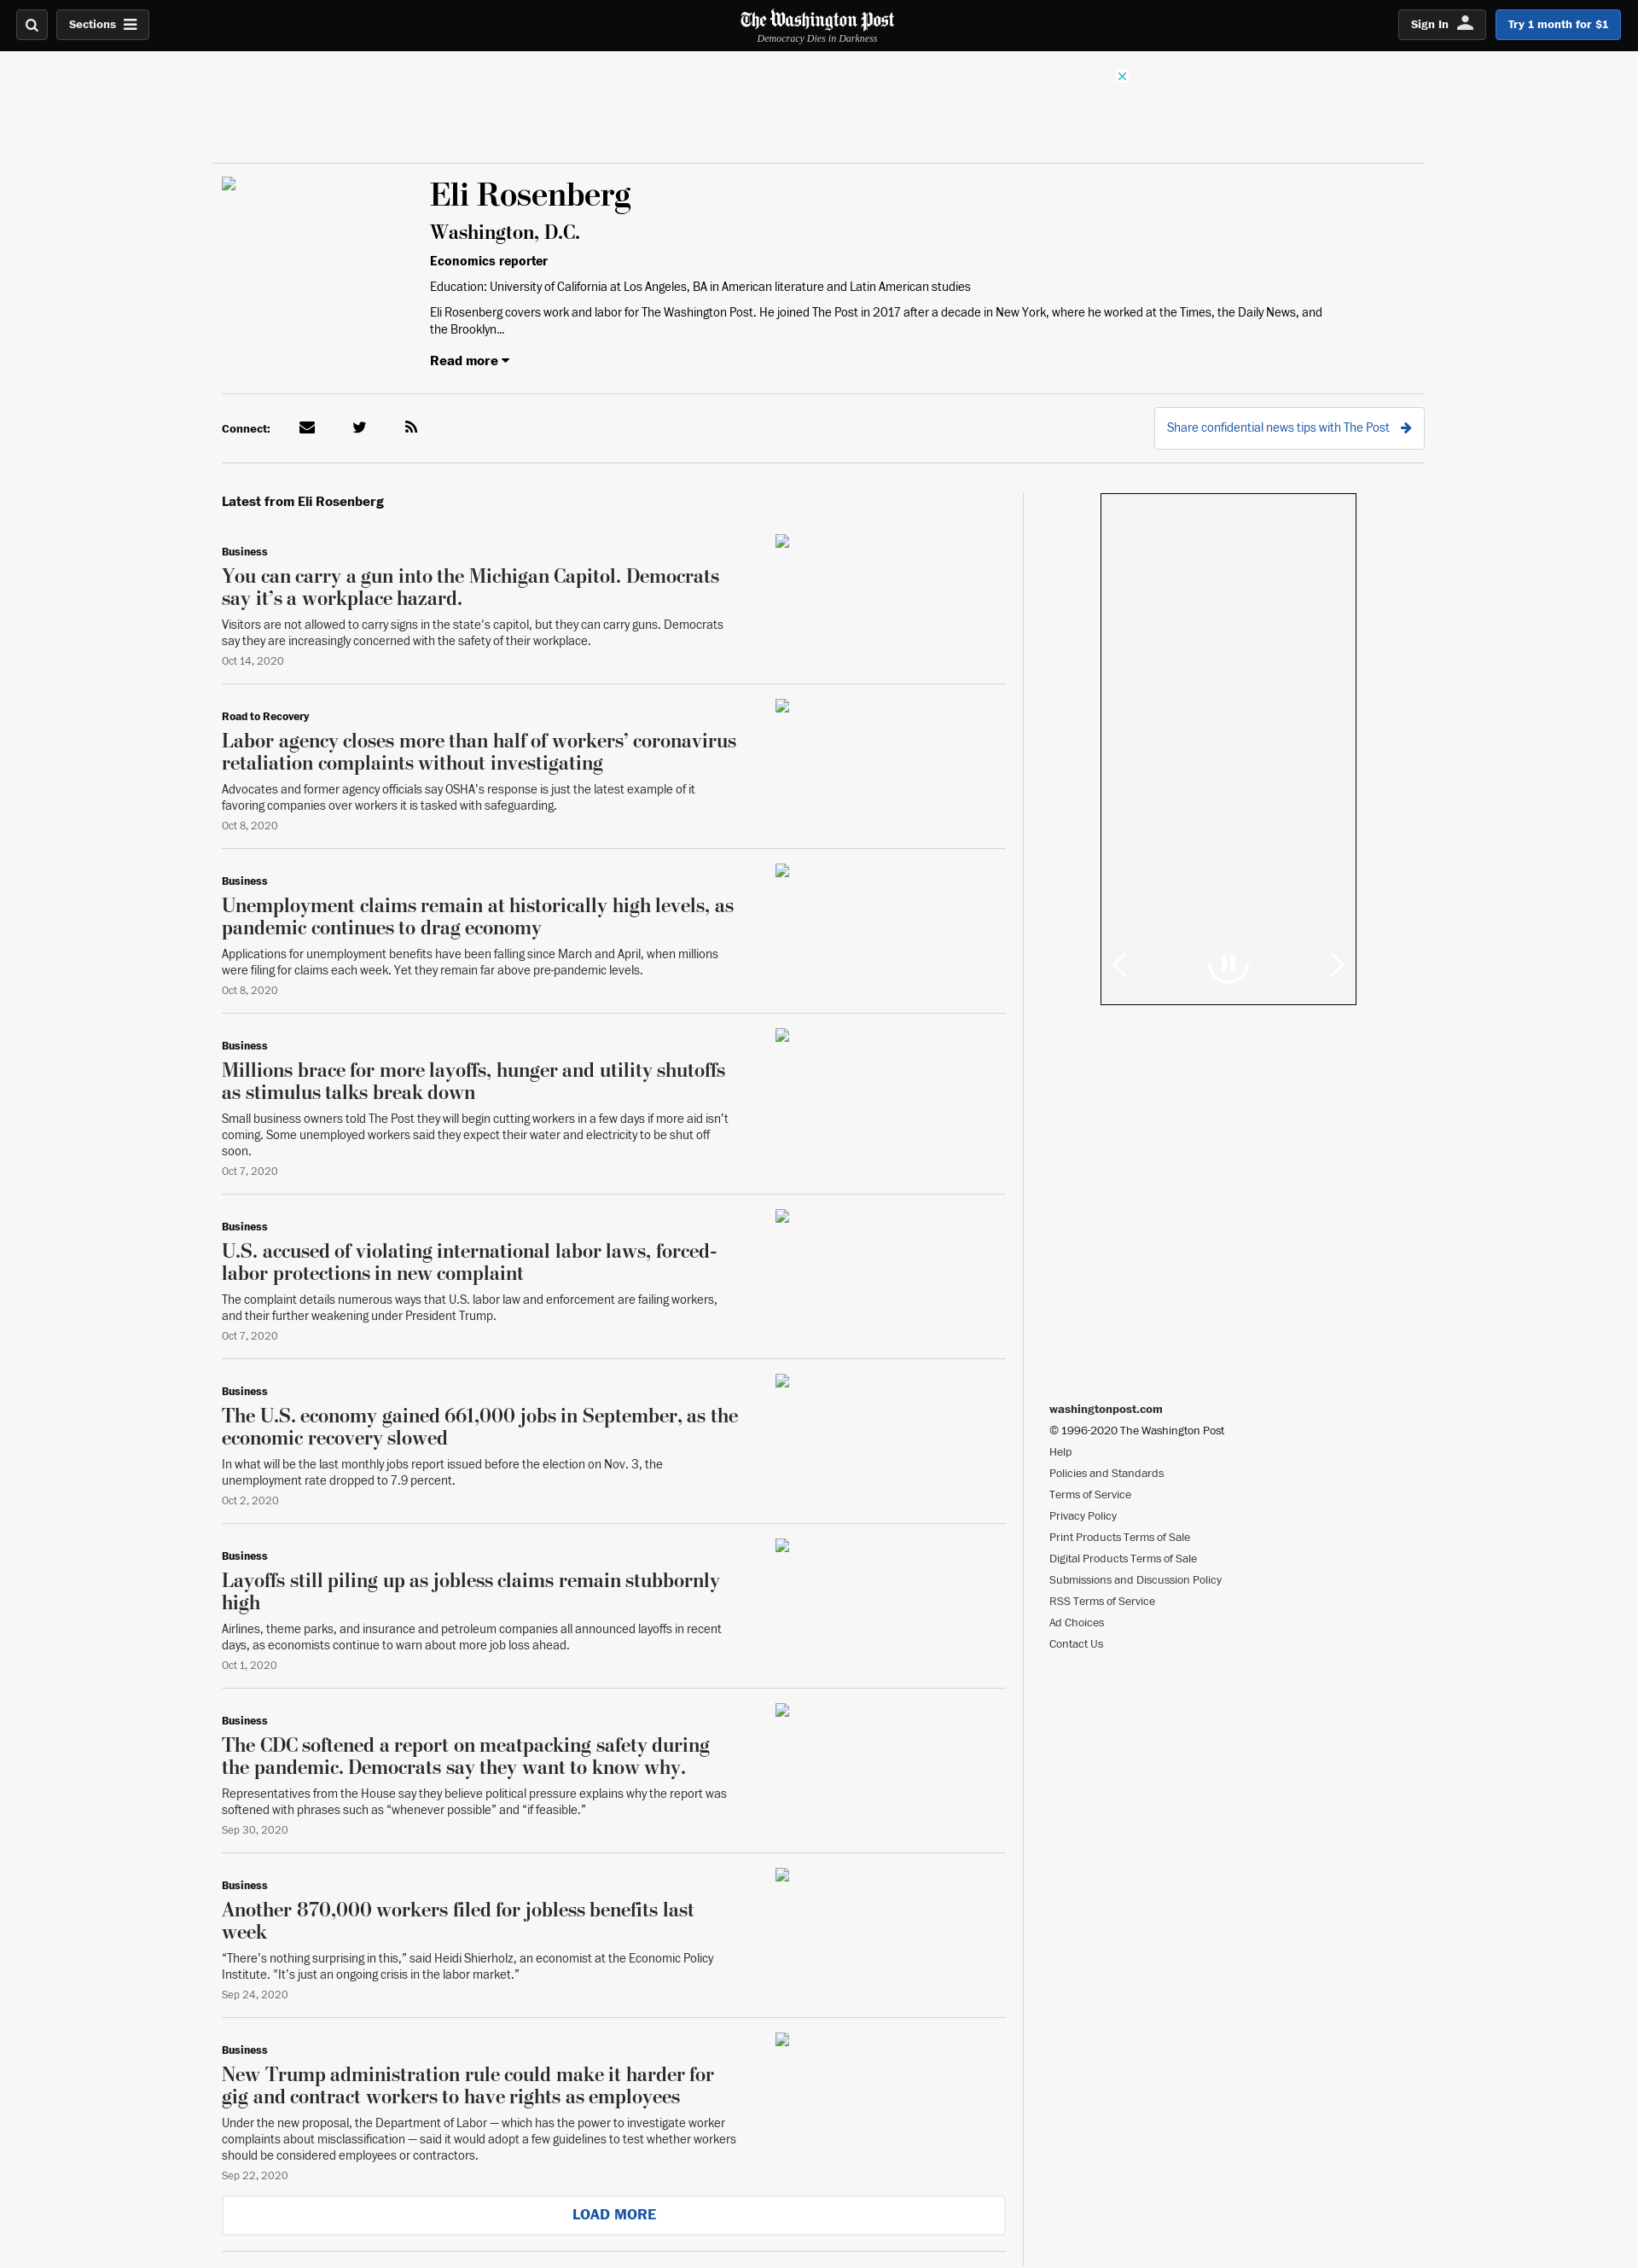 Sections
The Washington Post
Democracy Dies in Darkness
Sign In
Try 1 month for $1
Eli Rosenberg
Washington, D.C.
Economics reporter
Education: University of California at Los Angeles, BA in American literature and Latin American studies
Eli Rosenberg covers work and labor for The Washington Post. He joined The Post in 2017 after a decade in New York, where he worked at the Times, the Daily News, and
the Brooklyn...
Read more
Connect:
Share confidential news tips with The Post
Latest from Eli Rosenberg
Business
You can carry a gun into the Michigan Capitol. Democrats
say it’s a workplace hazard.
Visitors are not allowed to carry signs in the state's capitol, but they can carry guns. Democrats
say they are increasingly concerned with the safety of their workplace.
Oct 14, 2020
Road to Recovery
Labor agency closes more than half of workers’ coronavirus
retaliation complaints without investigating
Advocates and former agency officials say OSHA’s response is just the latest example of it
favoring companies over workers it is tasked with safeguarding.
Oct 8, 2020
Business
Unemployment claims remain at historically high levels, as
pandemic continues to drag economy
Applications for unemployment benefits have been falling since March and April, when millions
were filing for claims each week. Yet they remain far above pre-pandemic levels.
Oct 8, 2020
Business
Millions brace for more layoffs, hunger and utility shutoffs
as stimulus talks break down
Small business owners told The Post they will begin cutting workers in a few days if more aid isn’t
coming. Some unemployed workers said they expect their water and electricity to be shut off
soon.
Oct 7, 2020
Business
U.S. accused of violating international labor laws, forced-
labor protections in new complaint
The complaint details numerous ways that U.S. labor law and enforcement are failing workers,
and their further weakening under President Trump.
Oct 7, 2020
Business
The U.S. economy gained 661,000 jobs in September, as the
economic recovery slowed
In what will be the last monthly jobs report issued before the election on Nov. 3, the
unemployment rate dropped to 7.9 percent.
Oct 2, 2020
Business
Layoffs still piling up as jobless claims remain stubbornly
high
Airlines, theme parks, and insurance and petroleum companies all announced layoffs in recent
days, as economists continue to warn about more job loss ahead.
Oct 1, 2020
Business
The CDC softened a report on meatpacking safety during
the pandemic. Democrats say they want to know why.
Representatives from the House say they believe political pressure explains why the report was
softened with phrases such as “whenever possible” and “if feasible.”
Sep 30, 2020
Business
Another 870,000 workers filed for jobless benefits last
week
“There’s nothing surprising in this,” said Heidi Shierholz, an economist at the Economic Policy
Institute. "It’s just an ongoing crisis in the labor market.”
Sep 24, 2020
Business
New Trump administration rule could make it harder for
gig and contract workers to have rights as employees
Under the new proposal, the Department of Labor — which has the power to investigate worker
complaints about misclassification — said it would adopt a few guidelines to test whether workers
should be considered employees or contractors.
Sep 22, 2020
LOAD MORE
washingtonpost.com
© 1996-2020 The Washington Post
Help
Policies and Standards
Terms of Service
Privacy Policy
Print Products Terms of Sale
Digital Products Terms of Sale
Submissions and Discussion Policy
RSS Terms of Service
Ad Choices
Contact Us